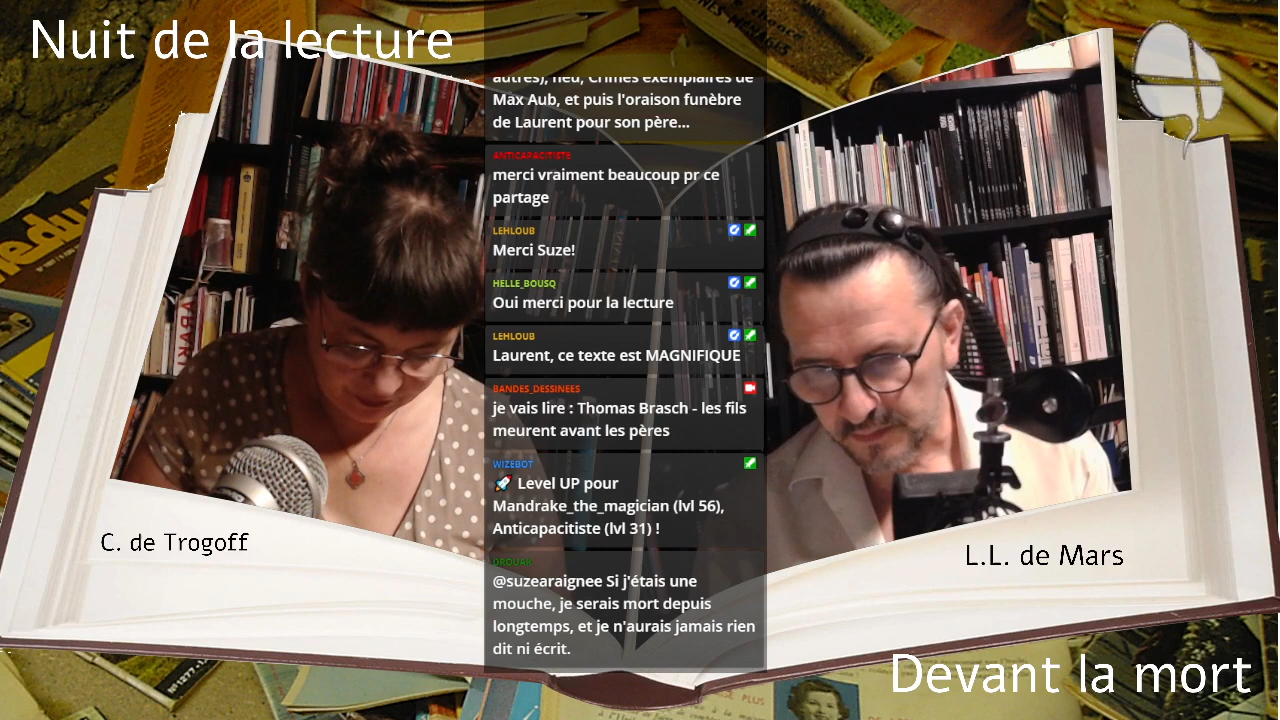 Nuit de la lecture
autres), heu, Crimes exemplaires de
Max Aub, et puis l'oraison funèbre
de Laurent pour son père...
ANTICAPACITISTE
merci vraiment beaucoup pr ce
partage
LEHLOUB
Merci Suze!
HELLE_BOUSQ
Oui merci pour la lecture
LEHLOUB
Laurent, ce texte est MAGNIFIQUE
BANDES_DESSINEES
je vais lire : Thomas Brasch - les fils
meurent avant les pères
WIZEBOT
🚀 Level UP pour
Mandrake_the_magician (lvl 56),
Anticapacitiste (lvl 31) !
DROUAK
@suzearaignee Si j'étais une
mouche, je serais mort depuis
longtemps, et je n'aurais jamais rien
dit ni écrit.
C. de Trogoff
L.L. de Mars
Devant la mort
N°1277-1